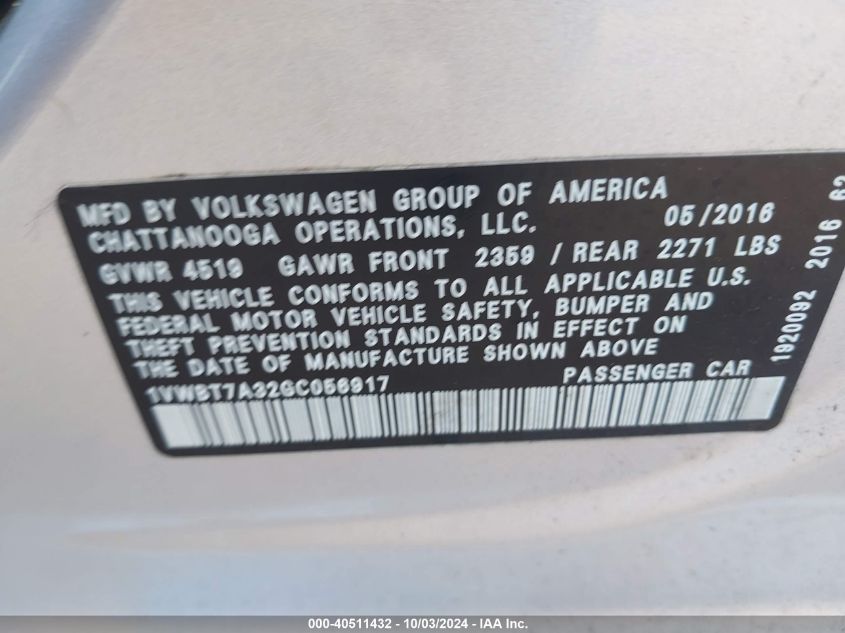 MFD BY VOLKSWAGEN GROUP OF AMERICA 05/2016
CHATTANOOGA OPERATIONS, LLC.
GVWR 4519 GAWR FRONT 2359 / REAR 2271 LBS
THIS VEHICLE CONFORMS TO ALL APPLICABLE U.S.
FEDERAL MOTOR VEHICLE SAFETY, BUMPER AND
THEFT PREVENTION STANDARDS IN EFFECT ON
THE DATE OF MANUFACTURE SHOWN ABOVE
1VWBT7A32GC056917 PASSENGER CAR
1920092 2016 62
000-40511432 - 10/03/2024 - IAA Inc.